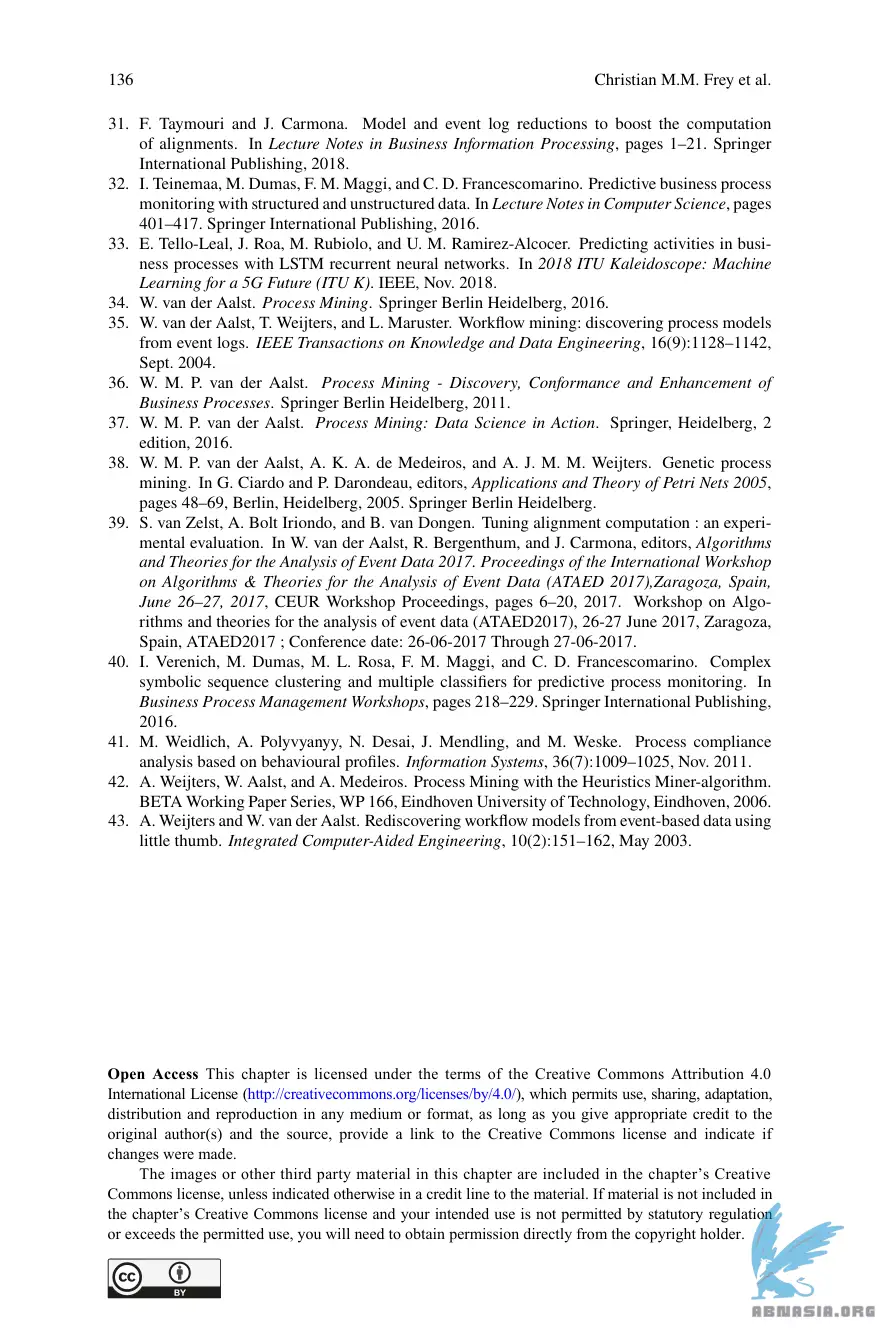 136
Christian M.M. Frey et al.
31. F. Taymouri and J. Carmona. Model and event log reductions to boost the computation
of alignments. In Lecture Notes in Business Information Processing, pages 1–21. Springer
International Publishing, 2018.
32. I. Teinemaa, M. Dumas, F. M. Maggi, and C. D. Francescomarino. Predictive business process
monitoring with structured and unstructured data. In Lecture Notes in Computer Science, pages
401–417. Springer International Publishing, 2016.
33. E. Tello-Leal, J. Roa, M. Rubiolo, and U. M. Ramirez-Alcocer. Predicting activities in busi-
ness processes with LSTM recurrent neural networks. In 2018 ITU Kaleidoscope: Machine
Learning for a 5G Future (ITU K). IEEE, Nov. 2018.
34. W. van der Aalst. Process Mining. Springer Berlin Heidelberg, 2016.
35. W. van der Aalst, T. Weijters, and L. Maruster. Workflow mining: discovering process models
from event logs. IEEE Transactions on Knowledge and Data Engineering, 16(9):1128–1142,
Sept. 2004.
36. W. M. P. van der Aalst. Process Mining - Discovery, Conformance and Enhancement of
Business Processes. Springer Berlin Heidelberg, 2011.
37. W. M. P. van der Aalst. Process Mining: Data Science in Action. Springer, Heidelberg, 2
edition, 2016.
38. W. M. P. van der Aalst, A. K. A. de Medeiros, and A. J. M. M. Weijters. Genetic process
mining. In G. Ciardo and P. Darondeau, editors, Applications and Theory of Petri Nets 2005,
pages 48–69, Berlin, Heidelberg, 2005. Springer Berlin Heidelberg.
39. S. van Zelst, A. Bolt Iriondo, and B. van Dongen. Tuning alignment computation : an experi-
mental evaluation. In W. van der Aalst, R. Bergenthum, and J. Carmona, editors, Algorithms
and Theories for the Analysis of Event Data 2017. Proceedings of the International Workshop
on Algorithms & Theories for the Analysis of Event Data (ATAED 2017),Zaragoza, Spain,
June 26–27, 2017, CEUR Workshop Proceedings, pages 6–20, 2017. Workshop on Algo-
rithms and theories for the analysis of event data (ATAED2017), 26-27 June 2017, Zaragoza,
Spain, ATAED2017 ; Conference date: 26-06-2017 Through 27-06-2017.
40. I. Verenich, M. Dumas, M. L. Rosa, F. M. Maggi, and C. D. Francescomarino. Complex
symbolic sequence clustering and multiple classifiers for predictive process monitoring. In
Business Process Management Workshops, pages 218–229. Springer International Publishing,
2016.
41. M. Weidlich, A. Polyvyanyy, N. Desai, J. Mendling, and M. Weske. Process compliance
analysis based on behavioural profiles. Information Systems, 36(7):1009–1025, Nov. 2011.
42. A. Weijters, W. Aalst, and A. Medeiros. Process Mining with the Heuristics Miner-algorithm.
BETA Working Paper Series, WP 166, Eindhoven University of Technology, Eindhoven, 2006.
43. A. Weijters and W. van der Aalst. Rediscovering workflow models from event-based data using
little thumb. Integrated Computer-Aided Engineering, 10(2):151–162, May 2003.
Open Access This chapter is licensed under the terms of the Creative Commons Attribution 4.0
International License (http://creativecommons.org/licenses/by/4.0/), which permits use, sharing, adaptation,
distribution and reproduction in any medium or format, as long as you give appropriate credit to the
original author(s) and the source, provide a link to the Creative Commons license and indicate if
changes were made.
The images or other third party material in this chapter are included in the chapter's Creative
Commons license, unless indicated otherwise in a credit line to the material. If material is not included in
the chapter's Creative Commons license and your intended use is not permitted by statutory regulation
or exceeds the permitted use, you will need to obtain permission directly from the copyright holder.
cc
BY
ABNASIA.ORG